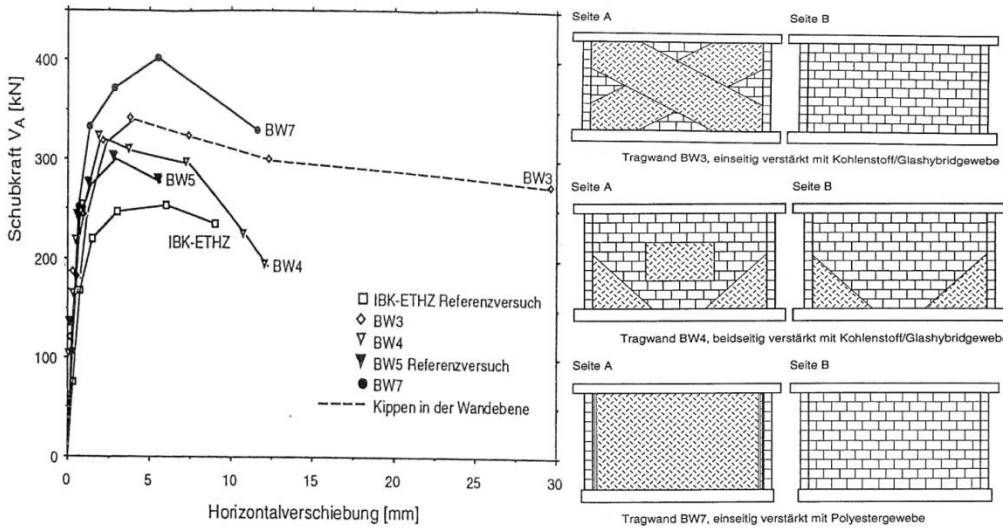 Schubkraft V_A [kN]
400
300
200
100
0
0
5
10
15
20
25
30
Horizontalverschiebung [mm]
BW7
BW3
BW5
IBK-ETHZ
BW4
IBK-ETHZ Referenzversuch
BW3
BW4
BW5 Referenzversuch
BW7
Kippen in der Wandebene
Seite A
Seite B
Tragwand BW3, einseitig verstärkt mit Kohlenstoff/Glashybridgewebe
Seite A
Seite B
Tragwand BW4, beidseitig verstärkt mit Kohlenstoff/Glashybridgewebe
Seite A
Seite B
Tragwand BW7, einseitig verstärkt mit Polyestergewebe